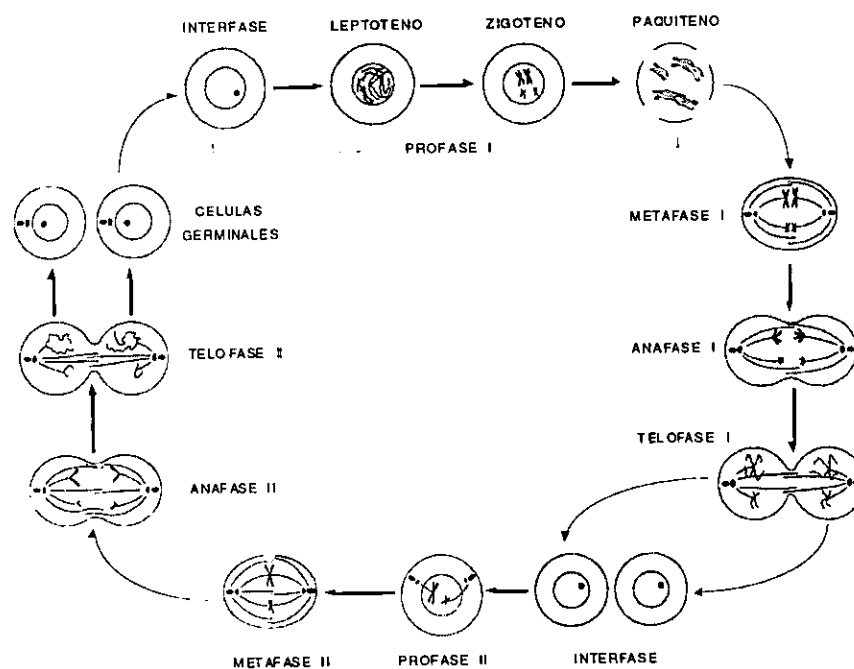 INTERFASE
LEPTOTENO
ZIGOTENO
PAQUITENO
PROFASE I
METAFASE I
ANAFASE I
TELOFASE I
INTERFASE
PROFASE II
METAFASE II
ANAFASE II
TELOFASE II
CELULAS
GERMINALES